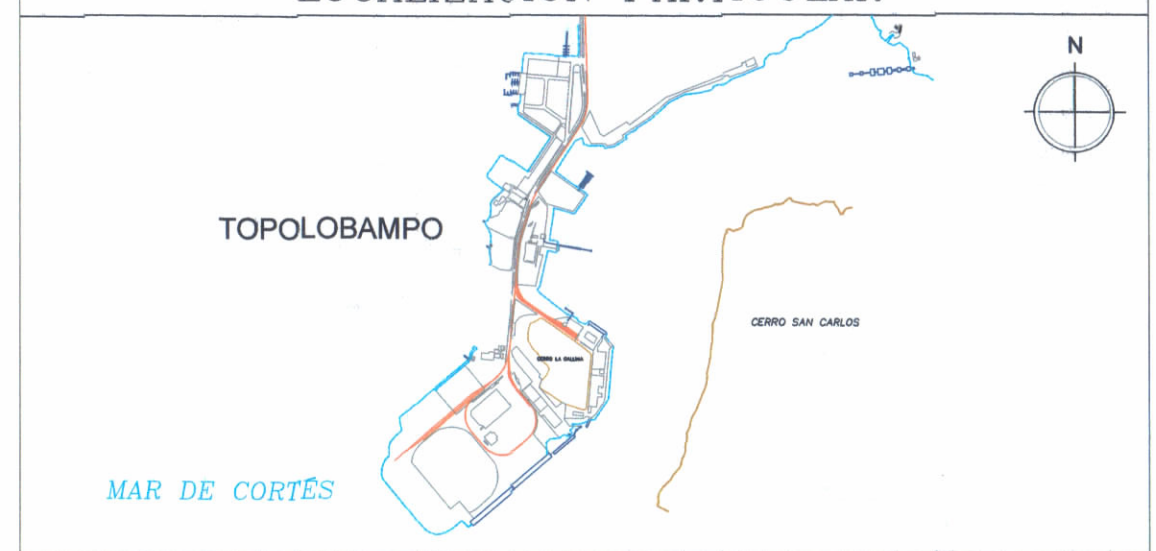 N
TOPOLOBAMPO
CERRO SAN CARLOS
CERRO LA GALLINA
MAR DE CORTÉS